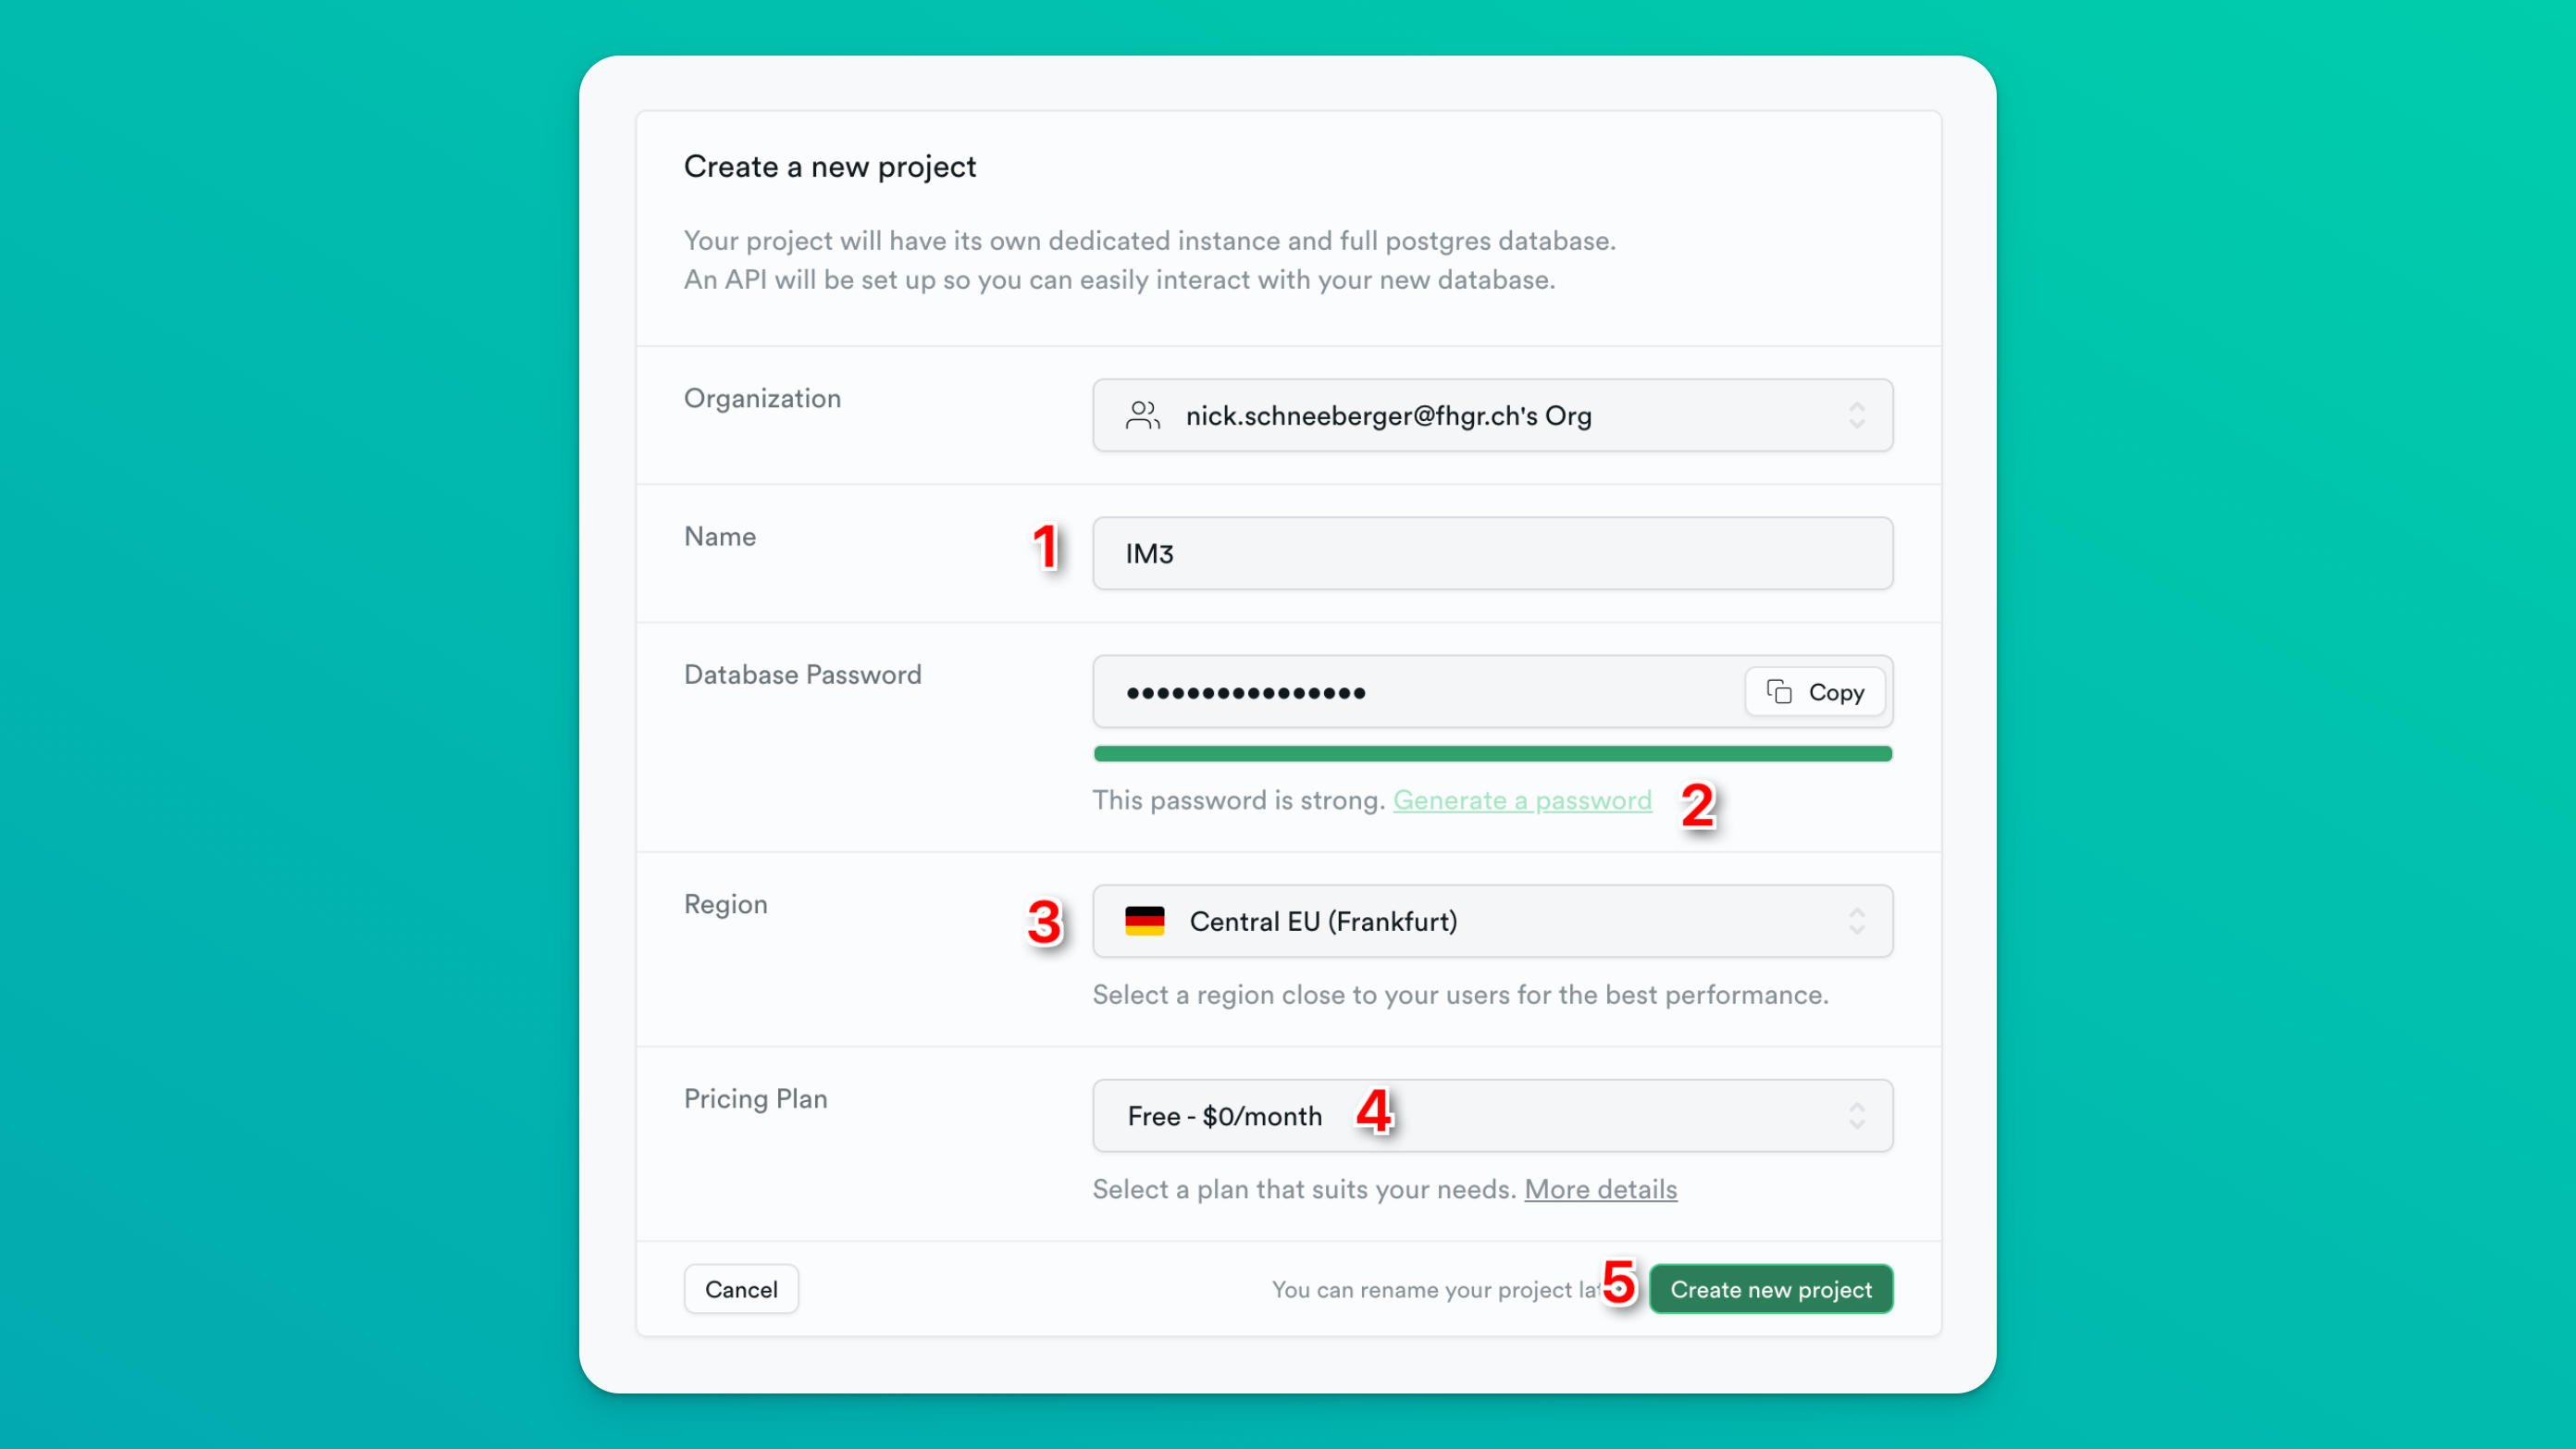 Create a new project
Your project will have its own dedicated instance and full postgres database.
An API will be set up so you can easily interact with your new database.
Organization
nick.schneeberger@fhgr.ch's Org
Name
1
IM3
Database Password
••••••••••••••••
Copy
This password is strong. Generate a password
2
Region
3
Central EU (Frankfurt)
Select a region close to your users for the best performance.
Pricing Plan
Free - $0/month
4
Select a plan that suits your needs. More details
Cancel
You can rename your project
5
Create new project